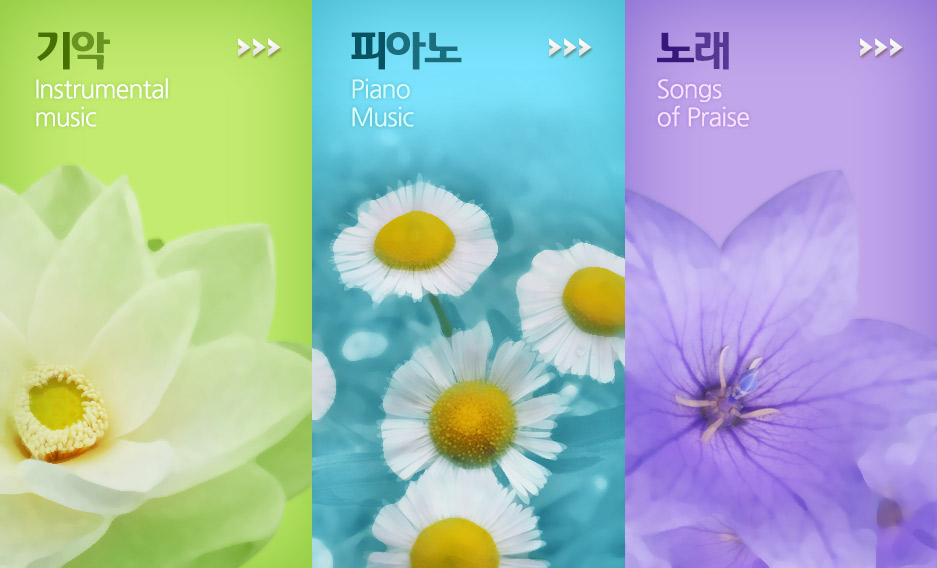 기악
Instrumental
music
피아노
Piano
Music
노래
Songs
of Praise